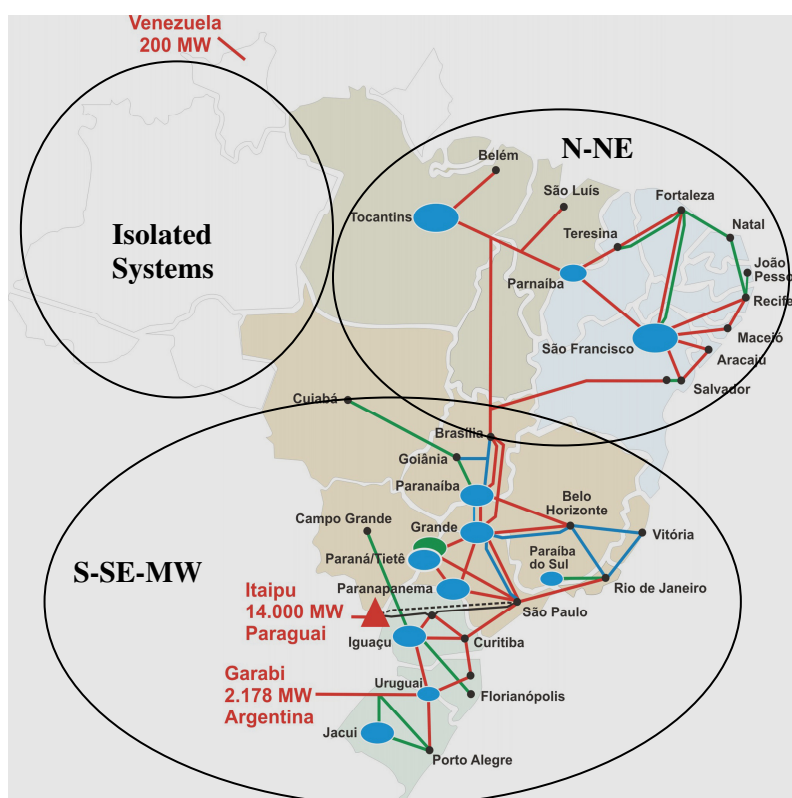 Venezuela
200 MW
N-NE
Belém
São Luís
Fortaleza
Tocantins
Teresina
Natal
Isolated
Systems
João
Pesso
Parnaíba
Recife
São Francisco
Maceió
Aracaju
Salvador
Cuiabá
Brasília
Goiânia
Paranaíba
Belo
Horizonte
Campo Grande
Grande
Vitória
Paraná/Tietê
Paraíba
do Sul
S-SE-MW
Paranapanema
Rio de Janeiro
Itaipu
14.000 MW
Paraguai
São Paulo
Iguaçu
Curitiba
Garabi
2.178 MW
Argentina
Uruguai
Florianópolis
Jacui
Porto Alegre